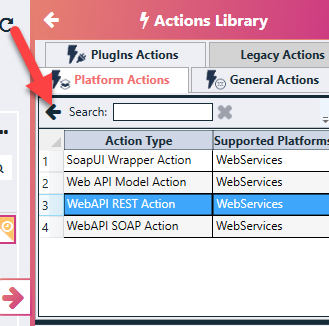 Actions Library
PlugIns Actions
Legacy Actions
Platform Actions
General Actions
Search:
Action Type Supported Platforms
1 SoapUI Wrapper Action WebServices
2 Web API Model Action WebServices
3 WebAPI REST Action WebServices
4 WebAPI SOAP Action WebServices